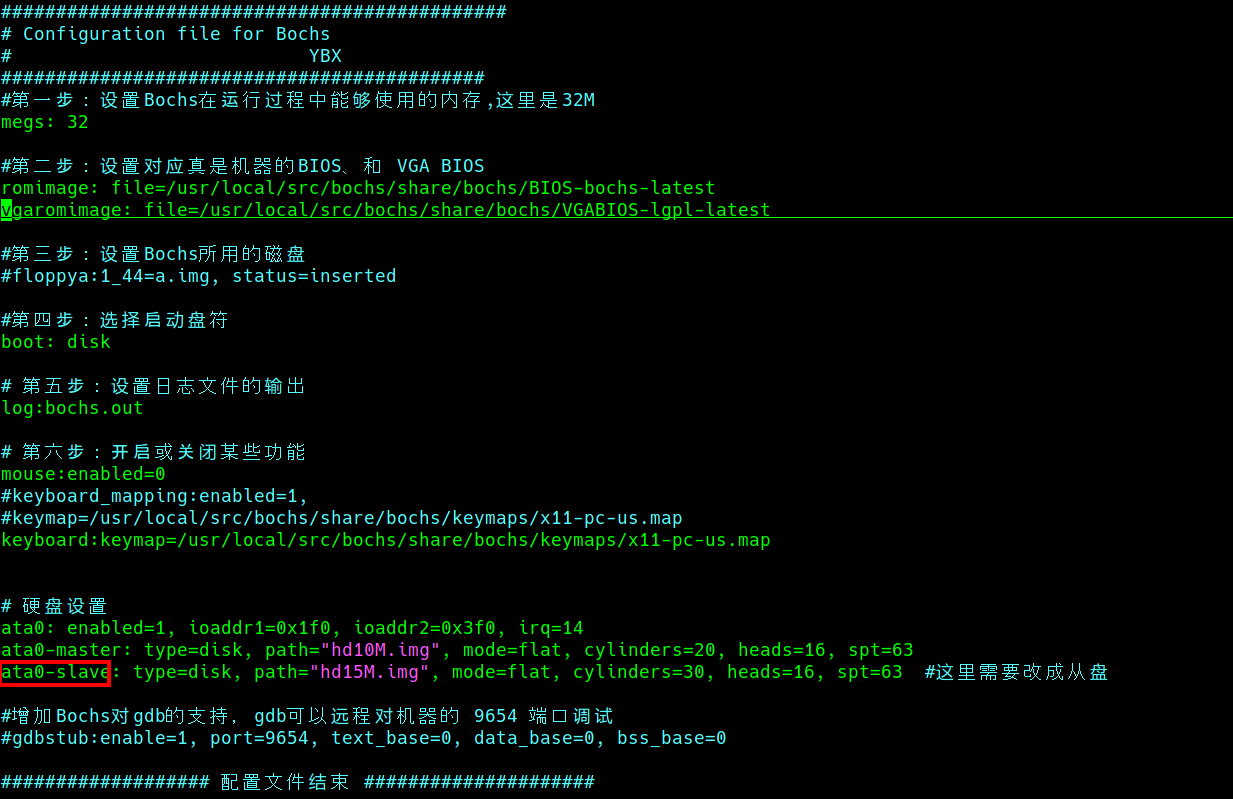 ##############################################
# Configuration file for Bochs
#                           YBX
############################################
#第一步：设置Bochs在运行过程中能够使用的内存,这里是32M
megs: 32
#第二步：设置对应真是机器的BIOS、和 VGA BIOS
romimage: file=/usr/local/src/bochs/share/bochs/BIOS-bochs-latest
vgaromimage: file=/usr/local/src/bochs/share/bochs/VGABIOS-lgpl-latest
#第三步：设置Bochs所用的磁盘
#floppya:1_44=a.img, status=inserted
#第四步：选择启动盘符
boot: disk
# 第五步：设置日志文件的输出
log:bochs.out
# 第六步：开启或关闭某些功能
mouse:enabled=0
#keyboard_mapping:enabled=1,
#keymap=/usr/local/src/bochs/share/bochs/keymaps/x11-pc-us.map
keyboard:keymap=/usr/local/src/bochs/share/bochs/keymaps/x11-pc-us.map
# 硬盘设置
ata0: enabled=1, ioaddr1=0x1f0, ioaddr2=0x3f0, irq=14
ata0-master: type=disk, path="hd10M.img", mode=flat, cylinders=20, heads=16, spt=63
ata0-slave: type=disk, path="hd15M.img", mode=flat, cylinders=30, heads=16, spt=63  #这里需要改成从盘
#增加Bochs对gdb的支持，gdb可以远程对机器的 9654 端口调试
#gdbstub:enable=1, port=9654, text_base=0, data_base=0, bss_base=0
################### 配置文件结束 #####################